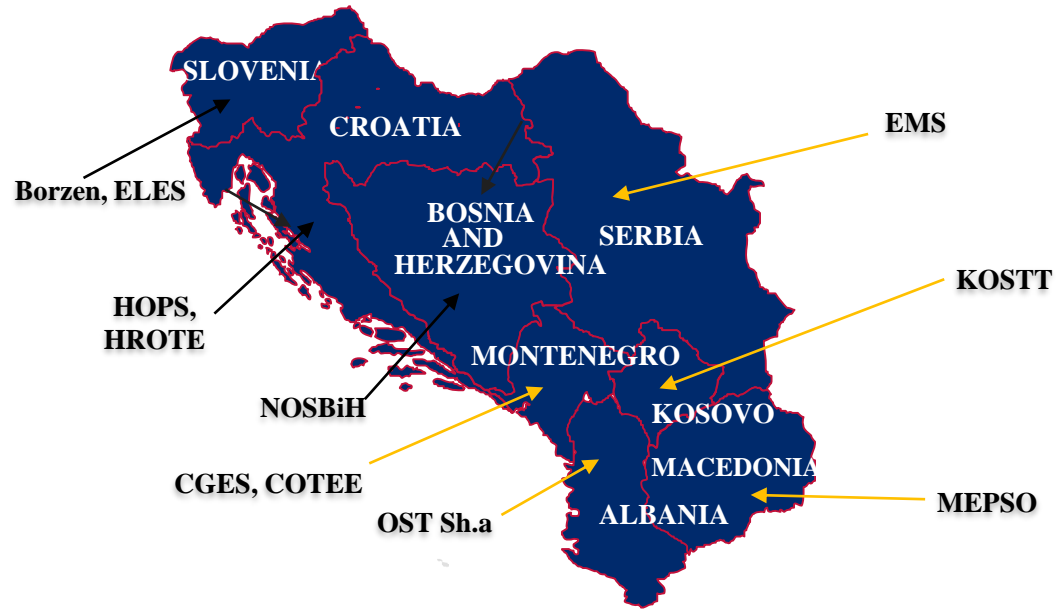 SLOVENIA
CROATIA
EMS
Borzen, ELES
BOSNIA
AND
HERZEGOVINA
SERBIA
KOSTT
HOPS,
HROTE
MONTENEGRO
NOSBiH
KOSOVO
CGES, COTEE
MACEDONIA
MEPSO
OST Sh.a
ALBANIA